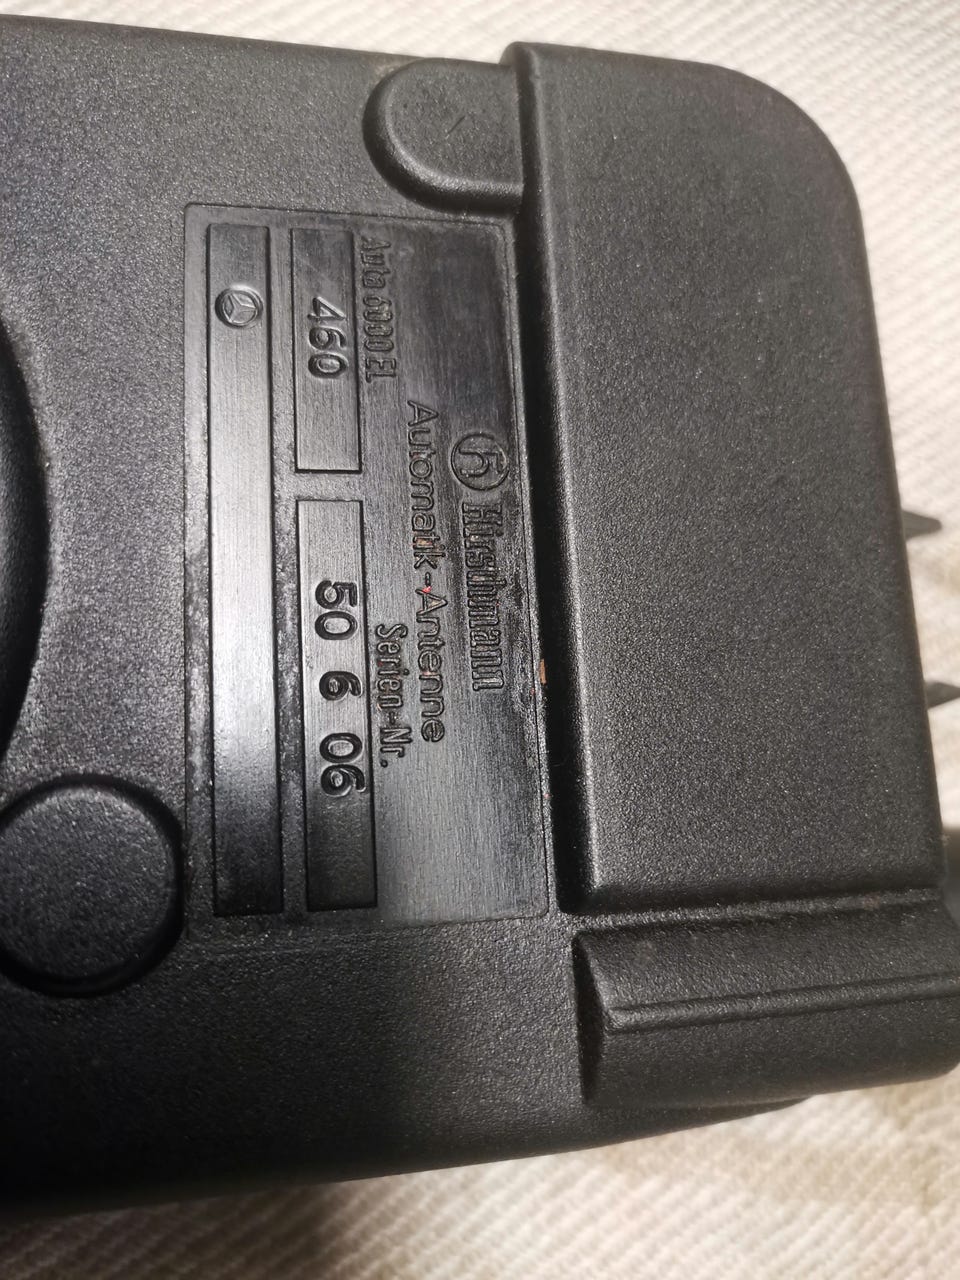 Hirschmann
Automatik-Antenne
Auta 6000 EL
Serien-Nr.
460
50 6 06